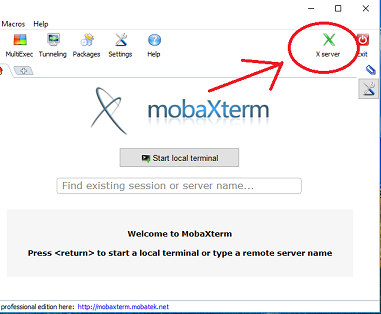 MultiExec Tunneling Packages Settings Help X server Exit
mobaXterm
Start local terminal
Find existing session or server name...
Welcome to MobaXterm
Press <return> to start a local terminal or type a remote server name
professional edition here: http://mobaxterm.mobatek.net